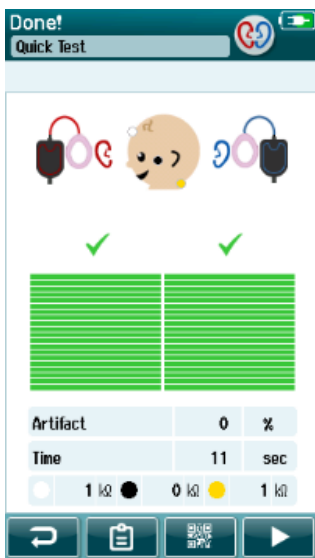 Done!
Quick Test
Artifact 0 %
Time 11 sec
1 kΩ 0 kΩ 1 kΩ